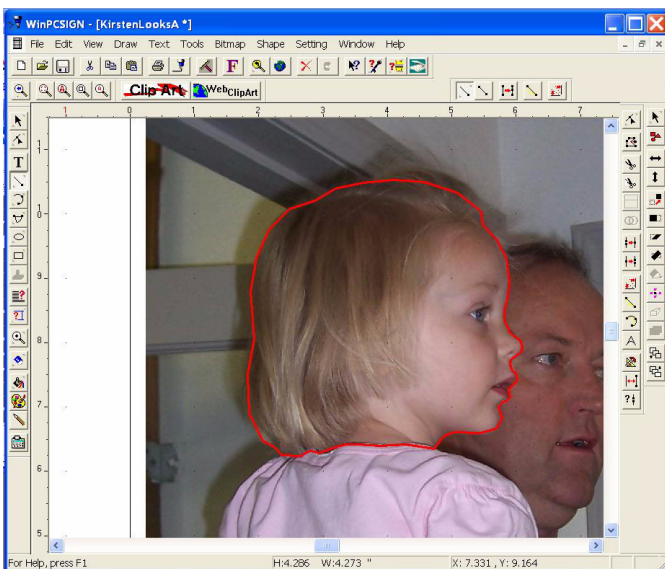 WinPCSIGN - [KirstenLooksA *]
File Edit View Draw Text Tools Bitmap Shape Setting Window Help
F
Clip Art WebClipArt
1 0 1 2 3 4 5 6 7
1
1
0
9
8
7
6
5
T
A
For Help, press F1 H:4.286 W:4.273 " X: 7.331 , Y: 9.164